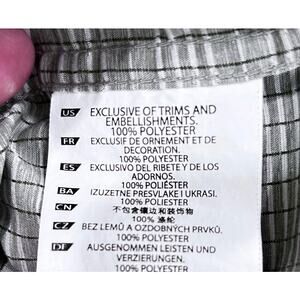 US EXCLUSIVE OF TRIMS AND
EMBELLISHMENTS.
100% POLYESTER
FR EXCLUSIF DE ORNEMENT ET DE
DECORATION.
100% POLYESTER
ES EXCLUSIVO DEL RIBETE Y DE LOS
ADORNOS.
100% POLIÉSTER
BA IZUZETNE PRESVLAKE I UKRASI.
100% POLYESTER
CN 不包含镶边和装饰物
100% 涤纶
CZ BEZ LEMŮ A OZDOBNÝCH PRVKŮ.
100% POLYESTER
DE AUSGENOMMEN LEISTEN UND
VERZIERUNGEN.
100% POLYESTER